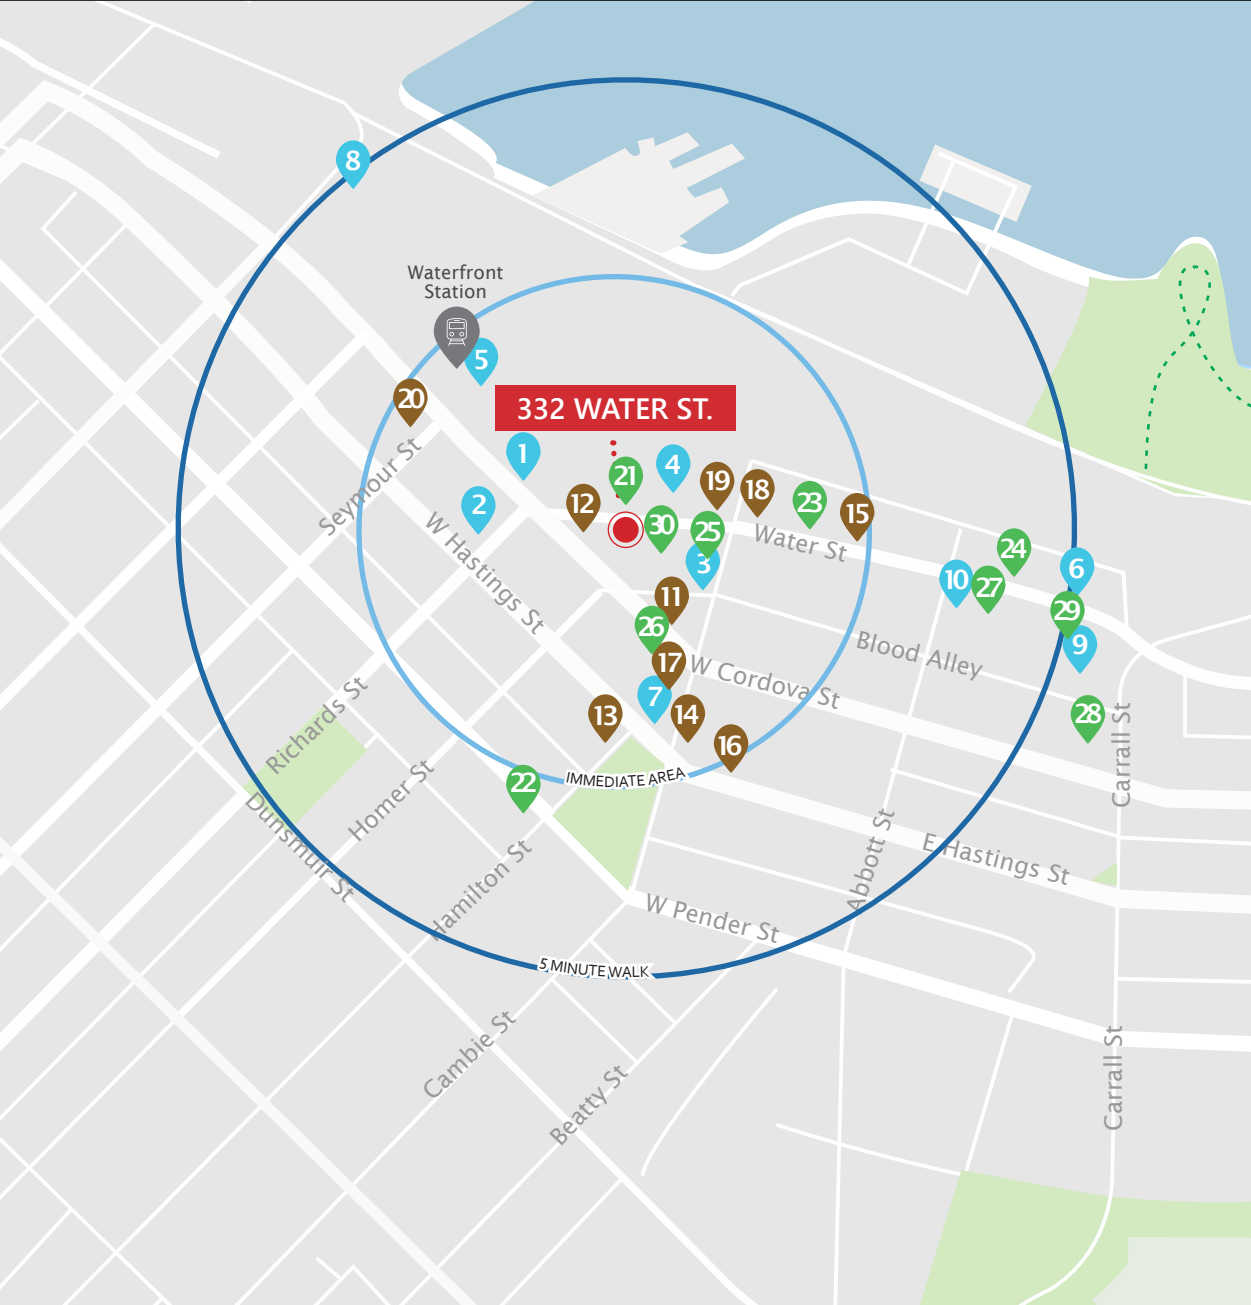 8
Waterfront
Station
5
20
332 WATER ST.
1
4
21
19
18
2
12
23
15
30
25
Seymour St
Water St
3
24
6
10
27
W Hastings St
11
29
26
9
Blood Alley
17
W Cordova St
7
13
14
28
16
Richards St
Carrall St
IMMEDIATE AREA
22
Homer St
Dunsmuir St
E Hastings St
Abbott St
Hamilton St
W Pender St
5 MINUTE WALK
Cambie St
Carrall St
Beatty St